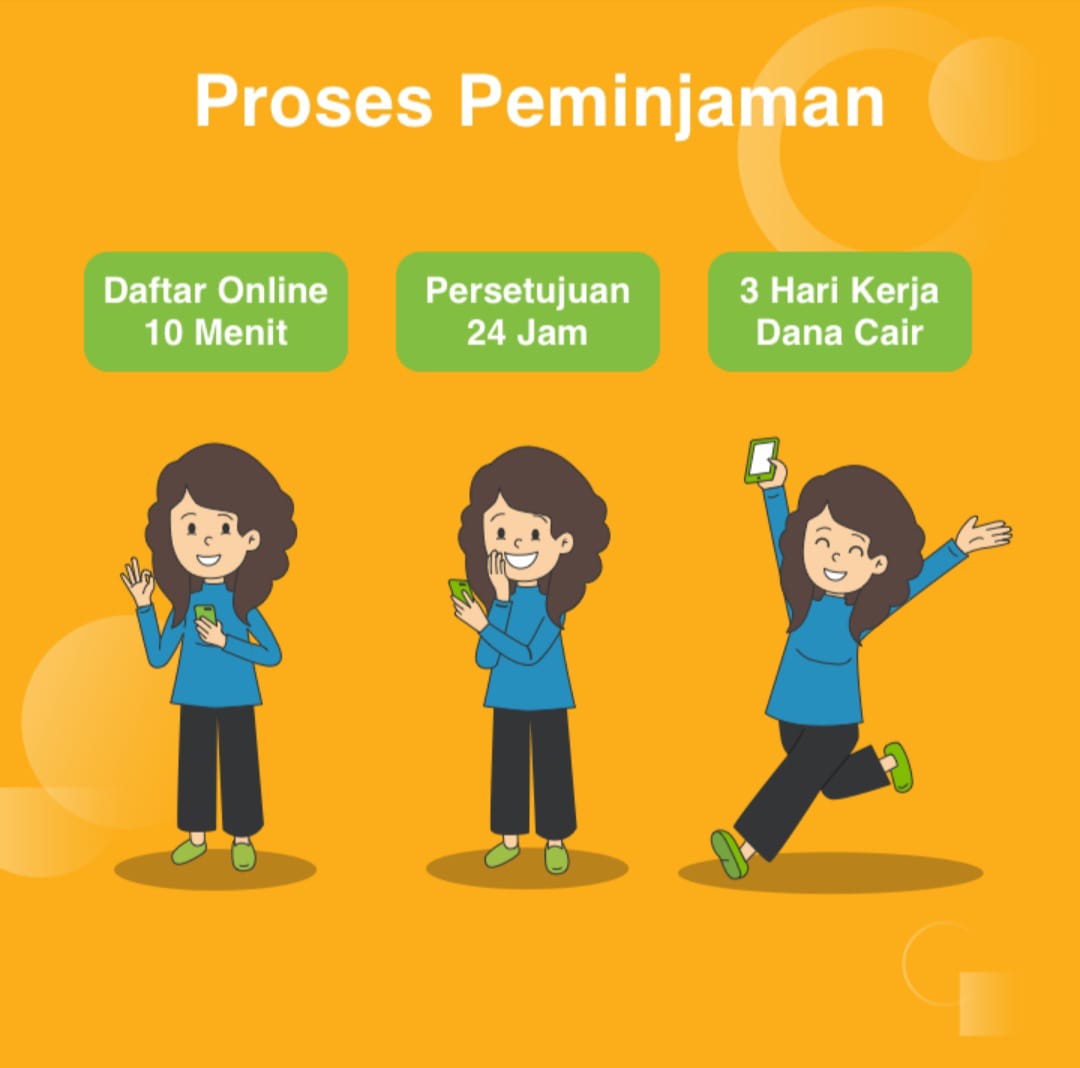 Proses Peminjaman
Daftar Online
10 Menit
Persetujuan
24 Jam
3 Hari Kerja
Dana Cair